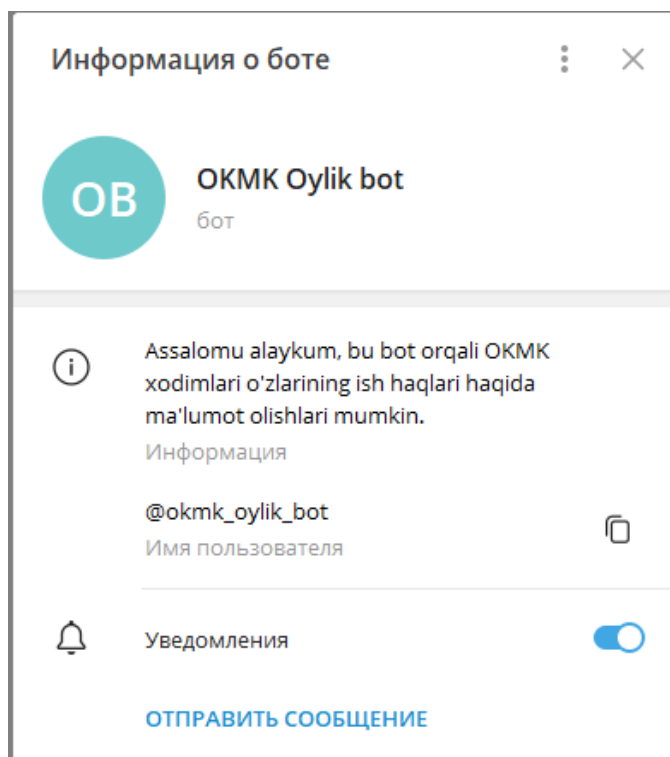 Информация о боте
OB
OKMK Oylik bot
бот
Assalomu alaykum, bu bot orqali OKMK
xodimlari o'zlarining ish haqlari haqida
ma'lumot olishlari mumkin.
Информация
@okmk_oylik_bot
Имя пользователя
Уведомления
ОТПРАВИТЬ СООБЩЕНИЕ